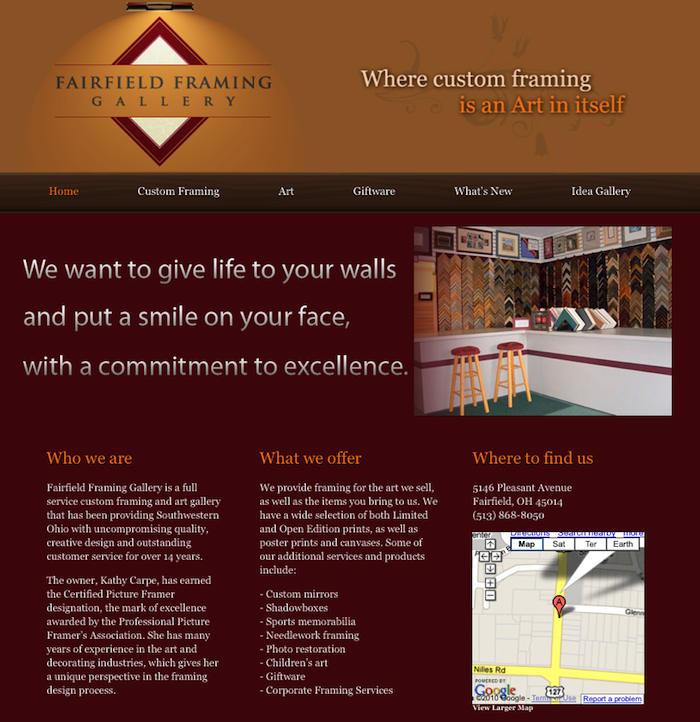 FAIRFIELD FRAMING
GALLERY
Where custom framing
is an Art in itself
Home
Custom Framing
Art
Giftware
What's New
Idea Gallery
We want to give life to your walls
and put a smile on your face,
with a commitment to excellence.
Who we are
Fairfield Framing Gallery is a full
service custom framing and art gallery
that has been providing Southwestern
Ohio with uncompromising quality,
creative design and outstanding
customer service for over 14 years.
The owner, Kathy Carpe, has earned
the Certified Picture Framer
designation, the mark of excellence
awarded by the Professional Picture
Framer's Association. She has many
years of experience in the art and
decorating industries, which gives her
a unique perspective in the framing
design process.
What we offer
We provide framing for the art we sell,
as well as the items you bring to us. We
have a wide selection of both Limited
and Open Edition prints, as well as
poster prints and canvases. Some of
our additional services and products
include:
- Custom mirrors
- Shadowboxes
- Sports memorabilia
- Needlework framing
- Photo restoration
- Children's art
- Giftware
- Corporate Framing Services
Where to find us
5146 Pleasant Avenue
Fairfield, OH 45014
(513) 868-8050
Directions Search nearby more
Map Sat Ter Earth
A
Nilles Rd
POWERED BY
Google
127
©2010 Google - Terms of Use Report a problem
View Larger Map